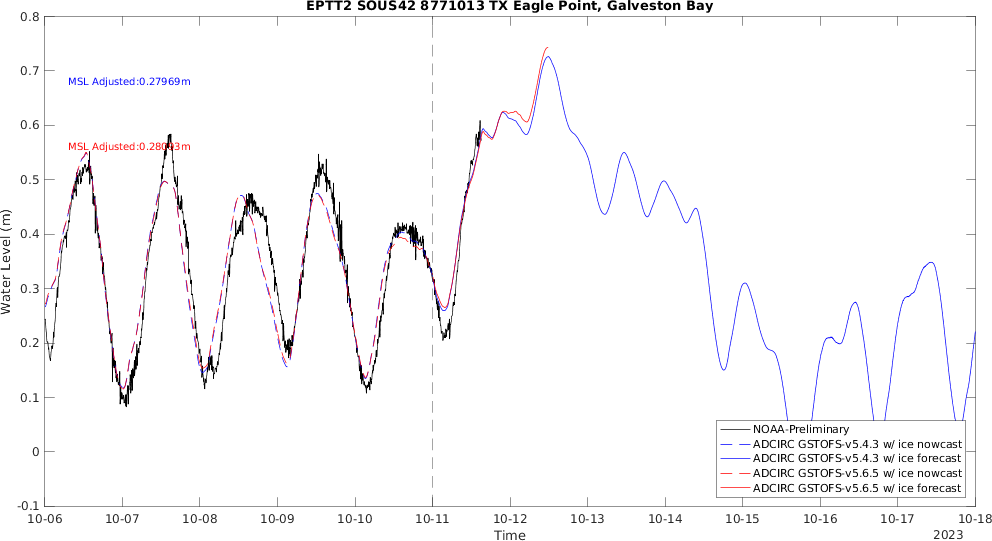 EPTT2 SOUS42 8771013 TX Eagle Point, Galveston Bay
0.8
0.7
0.6
0.5
0.4
0.3
0.2
0.1
0
-0.1
Water Level (m)
MSL Adjusted:0.27969m
MSL
NOAA-Preliminary
ADCIRC GSTOFS-v5.4.3 w/ ice nowcast
ADCIRC GSTOFS-v5.4.3 w/ ice forecast
ADCIRC GSTOFS-v5.6.5 w/ ice nowcast
ADCIRC GSTOFS-v5.6.5 w/ ice forecast
10-06 10-07 10-08 10-09 10-10 10-11 10-12 10-13 10-14 10-15 10-16 10-17 10-18
Time
2023